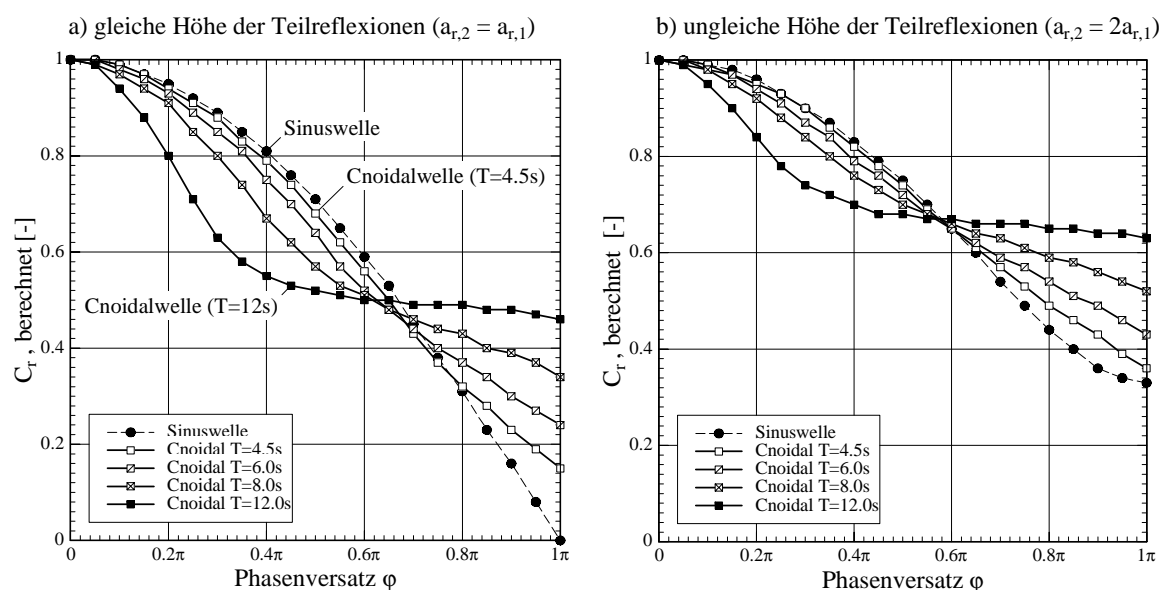 a) gleiche Höhe der Teilreflexionen (a_r,2 = a_r,1)
1
0.8
0.6
0.4
0.2
0
C_r , berechnet [-]
Sinuswelle
Cnoidalwelle (T=4.5s)
Cnoidalwelle (T=12s)
Sinuswelle
Cnoidal T=4.5s
Cnoidal T=6.0s
Cnoidal T=8.0s
Cnoidal T=12.0s
0 0.2π 0.4π 0.6π 0.8π 1π
Phasenversatz φ
b) ungleiche Höhe der Teilreflexionen (a_r,2 = 2a_r,1)
1
0.8
0.6
0.4
0.2
0
C_r , berechnet [-]
Sinuswelle
Cnoidal T=4.5s
Cnoidal T=6.0s
Cnoidal T=8.0s
Cnoidal T=12.0s
0 0.2π 0.4π 0.6π 0.8π 1π
Phasenversatz φ